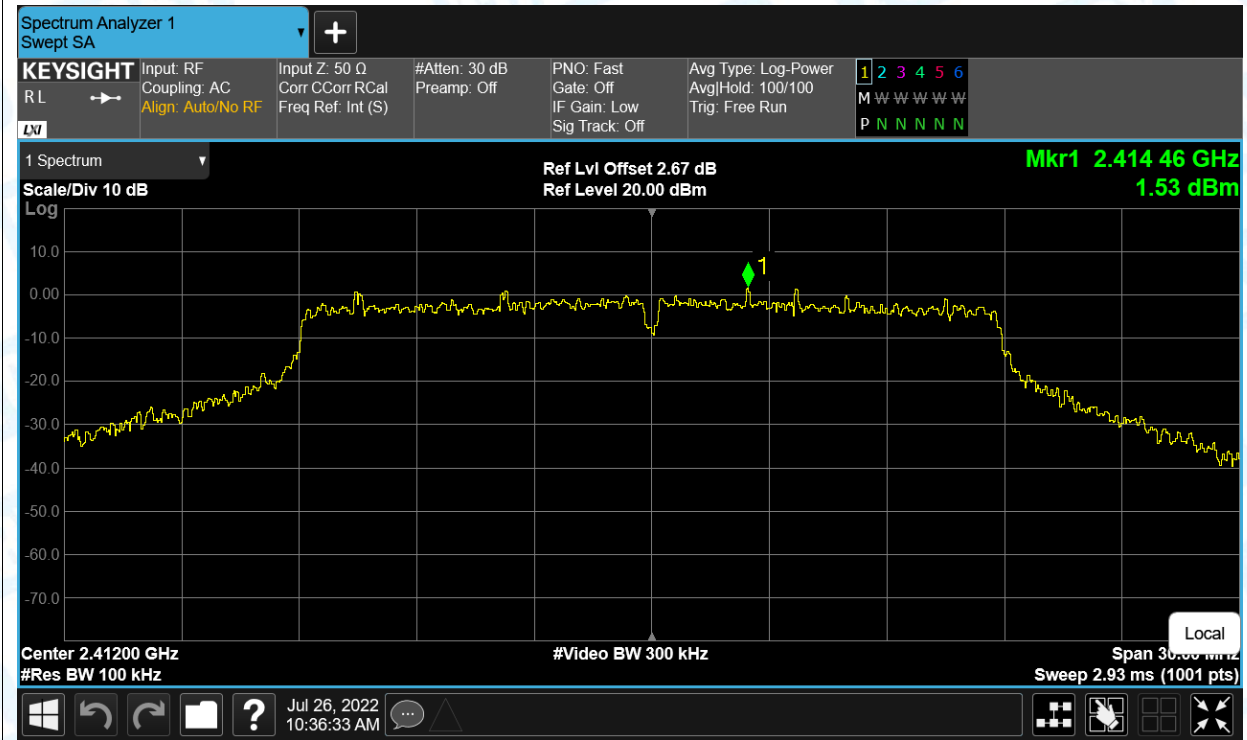 Spectrum Analyzer 1
Swept SA
KEYSIGHT
R L
LXI
Input: RF
Coupling: AC
Align: Auto/No RF
Input Z: 50 Ω
Corr CCorr RCal
Freq Ref: Int (S)
#Atten: 30 dB
Preamp: Off
PNO: Fast
Gate: Off
IF Gain: Low
Sig Track: Off
Avg Type: Log-Power
Avg|Hold: 100/100
Trig: Free Run
1 2 3 4 5 6
M W W W W W W
P N N N N N N
1 Spectrum
Scale/Div 10 dB
Log
Ref Lvl Offset 2.67 dB
Ref Level 20.00 dBm
Mkr1 2.414 46 GHz
1.53 dBm
10.0
0.00
-10.0
-20.0
-30.0
-40.0
-50.0
-60.0
-70.0
1
Local
Center 2.41200 GHz
#Video BW 300 kHz
Span 30.00 MHz
#Res BW 100 kHz
Sweep 2.93 ms (1001 pts)
?
Jul 26, 2022
10:36:33 AM